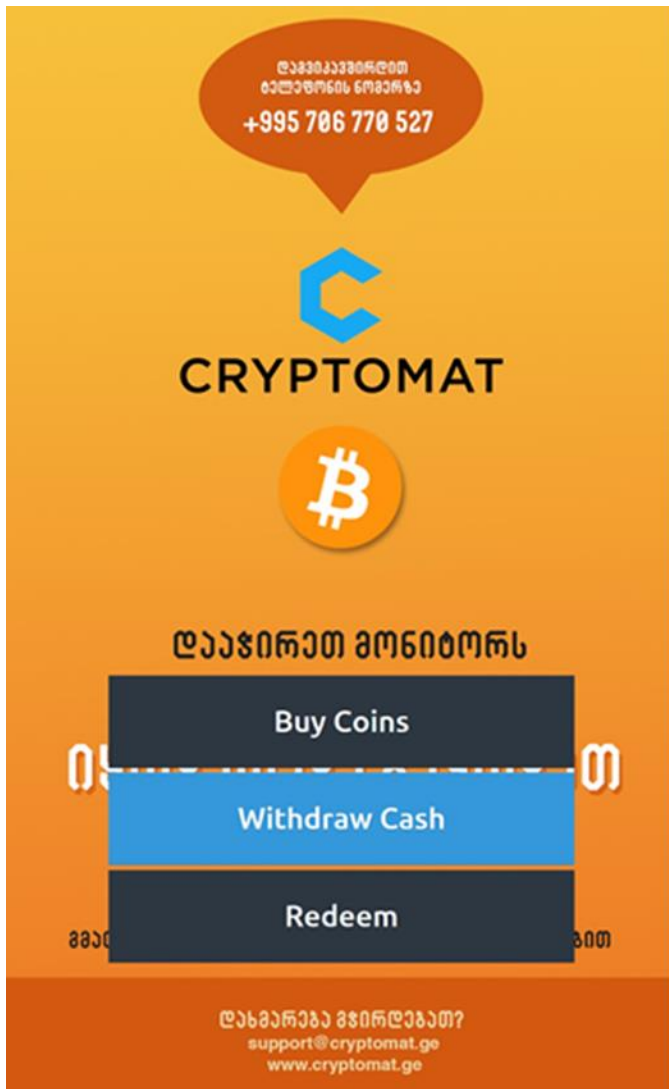 დაგვიკავშირდით
ტელეფონის ნომერზე
+995 706 770 527
CRYPTOMAT
დააჭირეთ მონიტორს
Buy Coins
Withdraw Cash
Redeem
დახმარება გჭირდებათ?
support@cryptomat.ge
www.cryptomat.ge